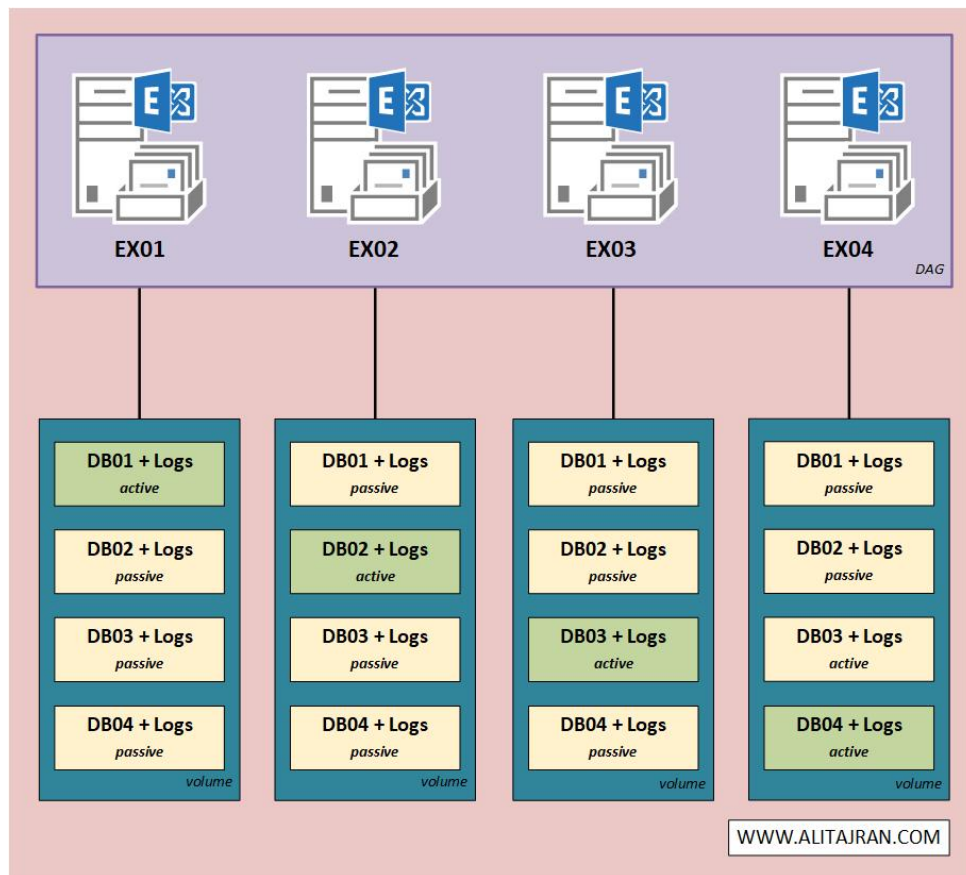 E
E
E
E
EX01
EX02
EX03
EX04
DAG
DB01 + Logs
active
DB02 + Logs
passive
DB03 + Logs
passive
DB04 + Logs
passive
volume
DB01 + Logs
passive
DB02 + Logs
active
DB03 + Logs
passive
DB04 + Logs
passive
volume
DB01 + Logs
passive
DB02 + Logs
passive
DB03 + Logs
active
DB04 + Logs
passive
volume
DB01 + Logs
passive
DB02 + Logs
passive
DB03 + Logs
active
DB04 + Logs
active
volume
WWW.ALITAJRAN.COM